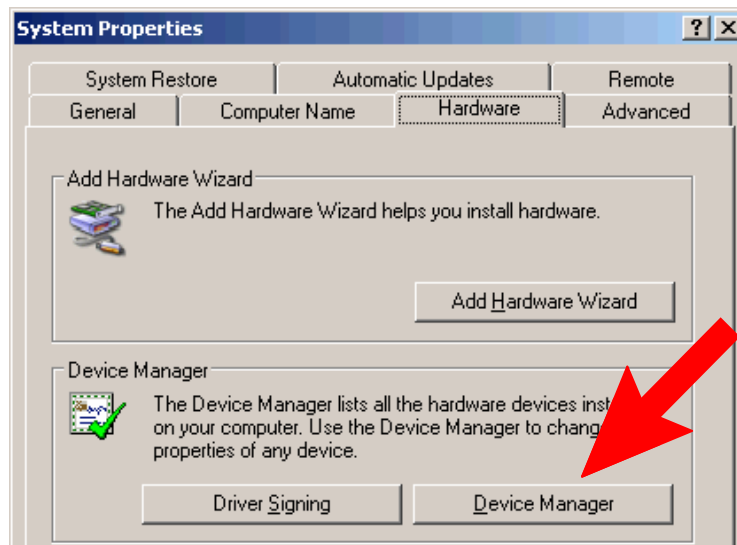 System Properties
System Restore Automatic Updates Remote
General Computer Name Hardware Advanced
Add Hardware Wizard
The Add Hardware Wizard helps you install hardware.
Add Hardware Wizard
Device Manager
The Device Manager lists all the hardware devices inst
on your computer. Use the Device Manager to chang
properties of any device.
Driver Signing Device Manager